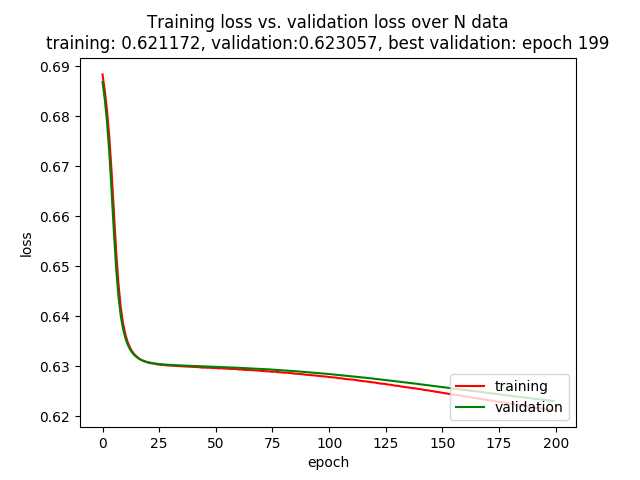 Training loss vs. validation loss over N data
training: 0.621172, validation:0.623057, best validation: epoch 199
0.69
0.68
0.67
0.66
0.65
0.64
0.63
0.62
loss
training
validation
0
25
50
75
100
125
150
175
200
epoch